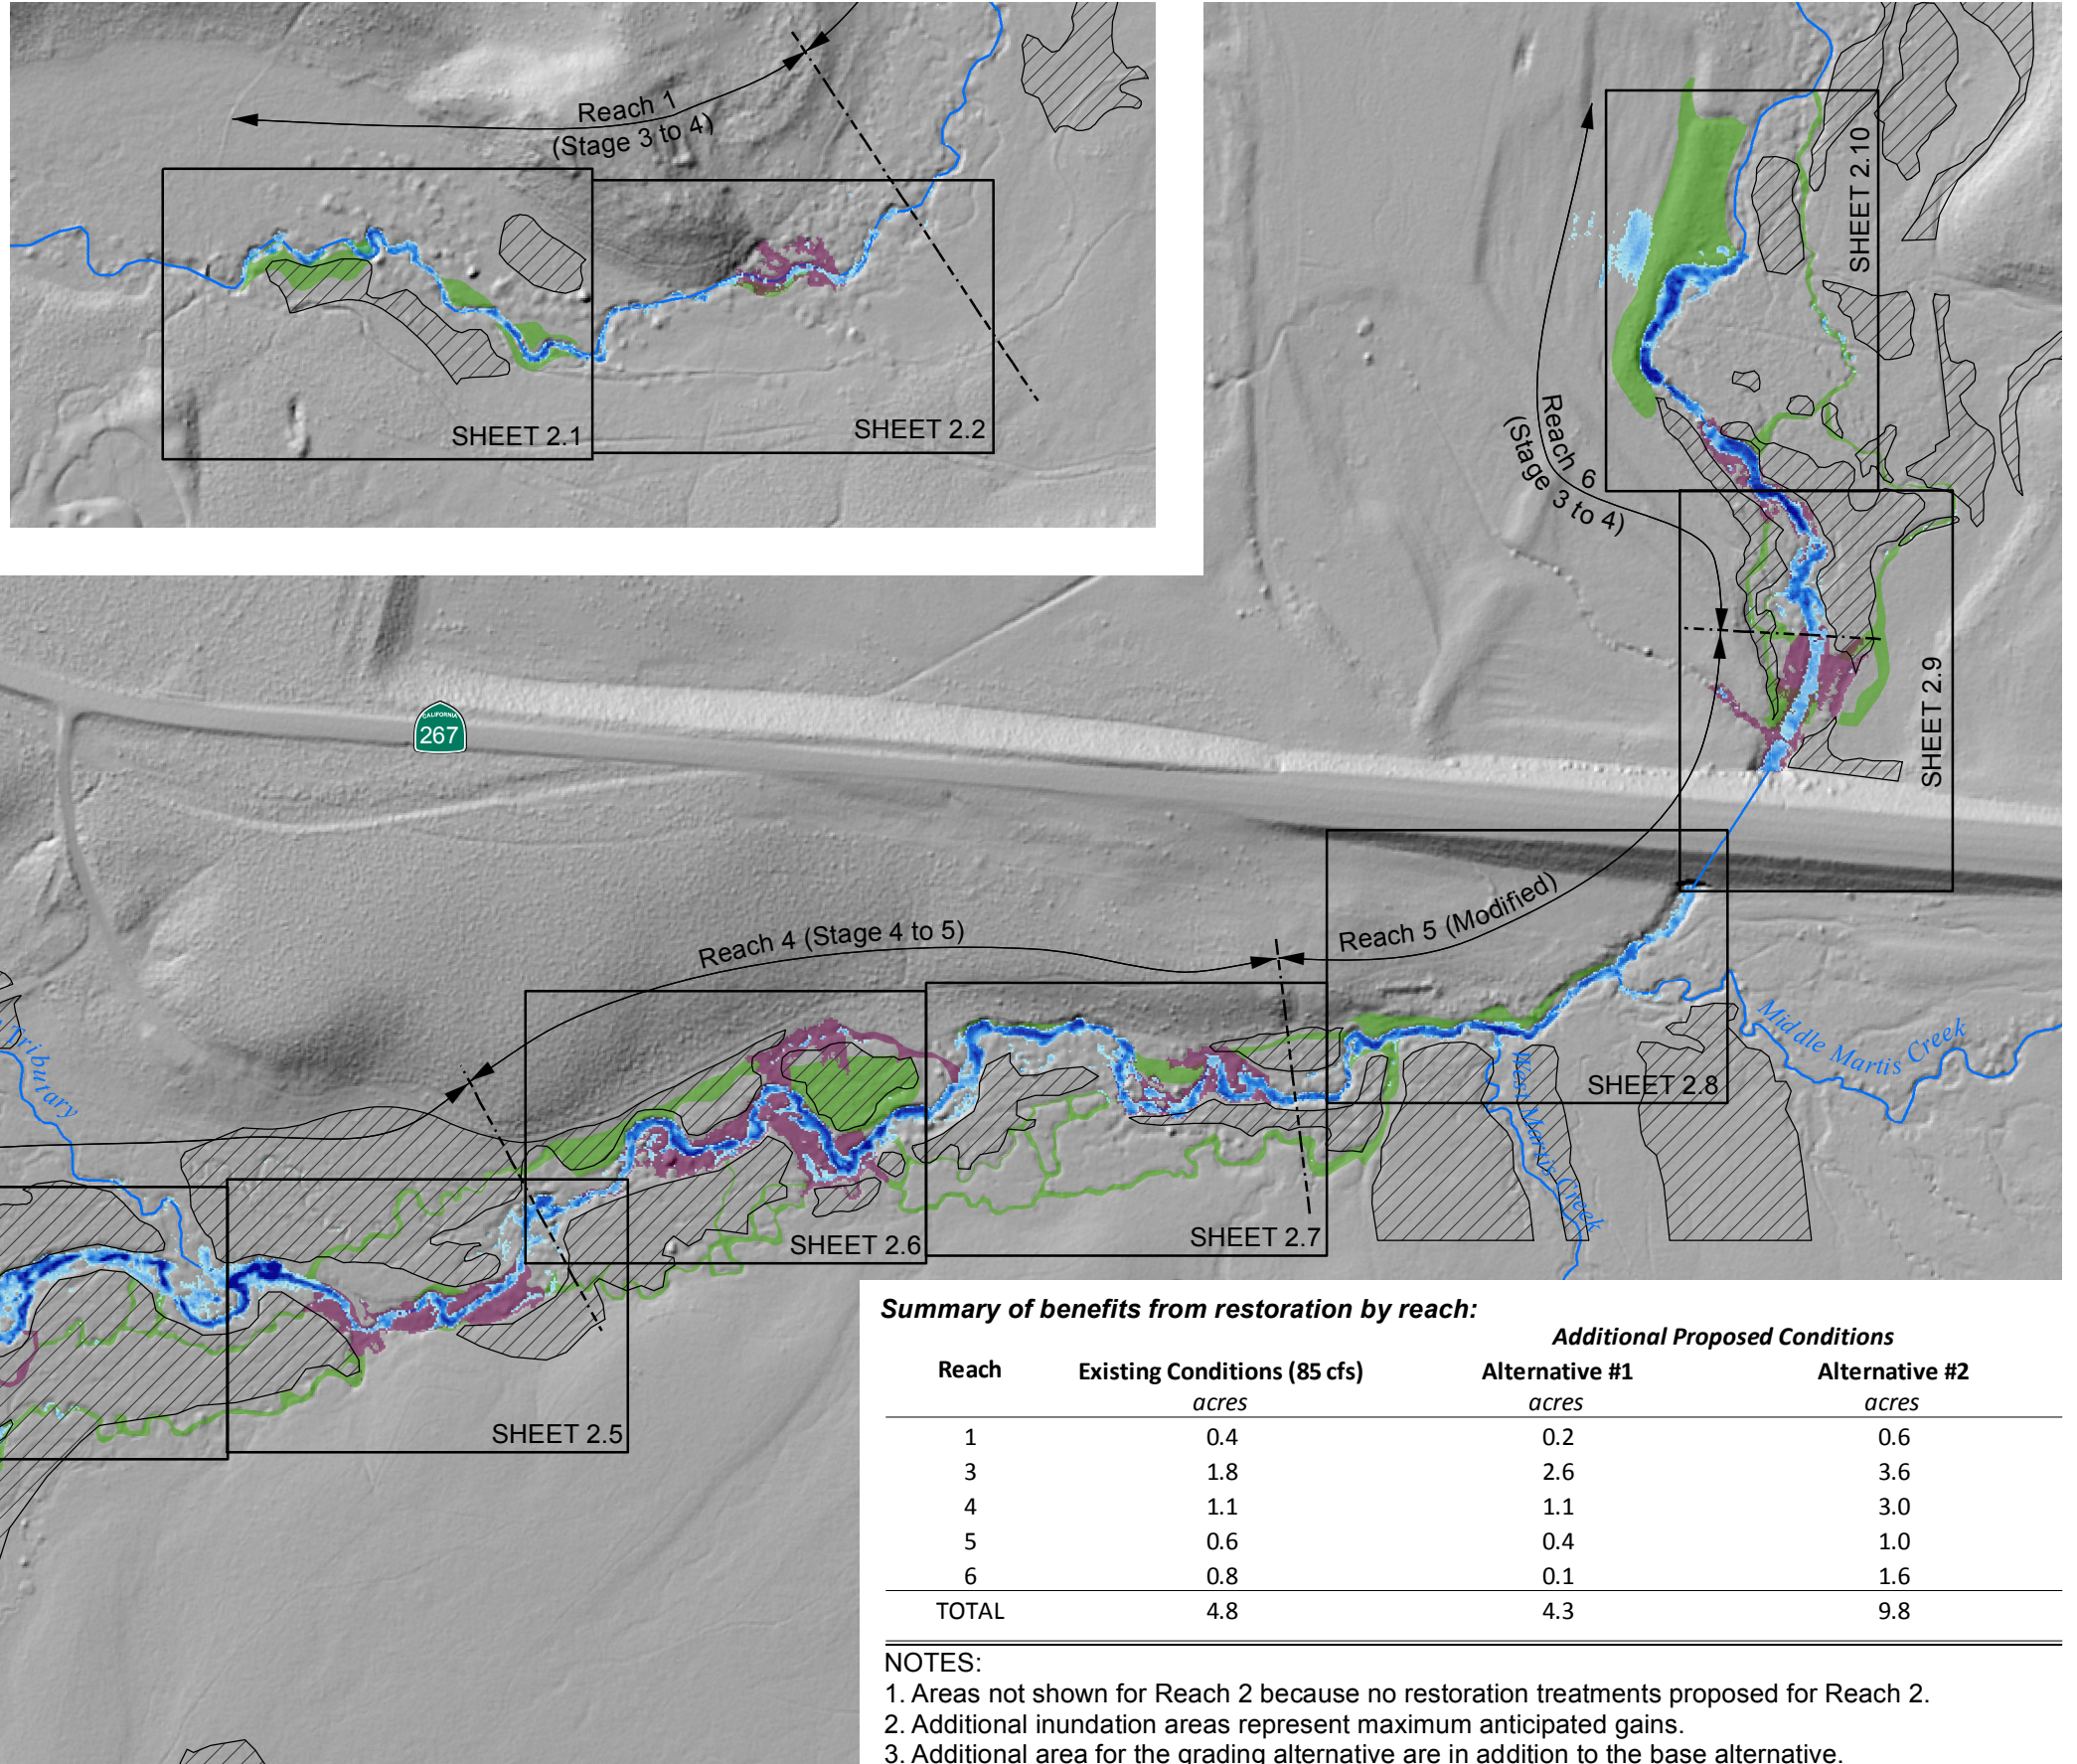 Reach 1
(Stage 3 to 4)
SHEET 2.1
SHEET 2.2
SHEET 2.10
Reach 6
(Stage 3 to 4)
SHEET 2.9
CALIFORNIA
267
Reach 4 (Stage 4 to 5)
Reach 5 (Modified)
Tributary
Middle Martis Creek
West Martis Creek
SHEET 2.8
SHEET 2.7
SHEET 2.6
SHEET 2.5
Summary of benefits from restoration by reach:
Additional Proposed Conditions
Reach Existing Conditions (85 cfs) Alternative #1 Alternative #2
acres acres acres
1 0.4 0.2 0.6
3 1.8 2.6 3.6
4 1.1 1.1 3.0
5 0.6 0.4 1.0
6 0.8 0.1 1.6
TOTAL 4.8 4.3 9.8
NOTES:
1. Areas not shown for Reach 2 because no restoration treatments proposed for Reach 2.
2. Additional inundation areas represent maximum anticipated gains.
3. Additional area for the grading alternative are in addition to the base alternative.